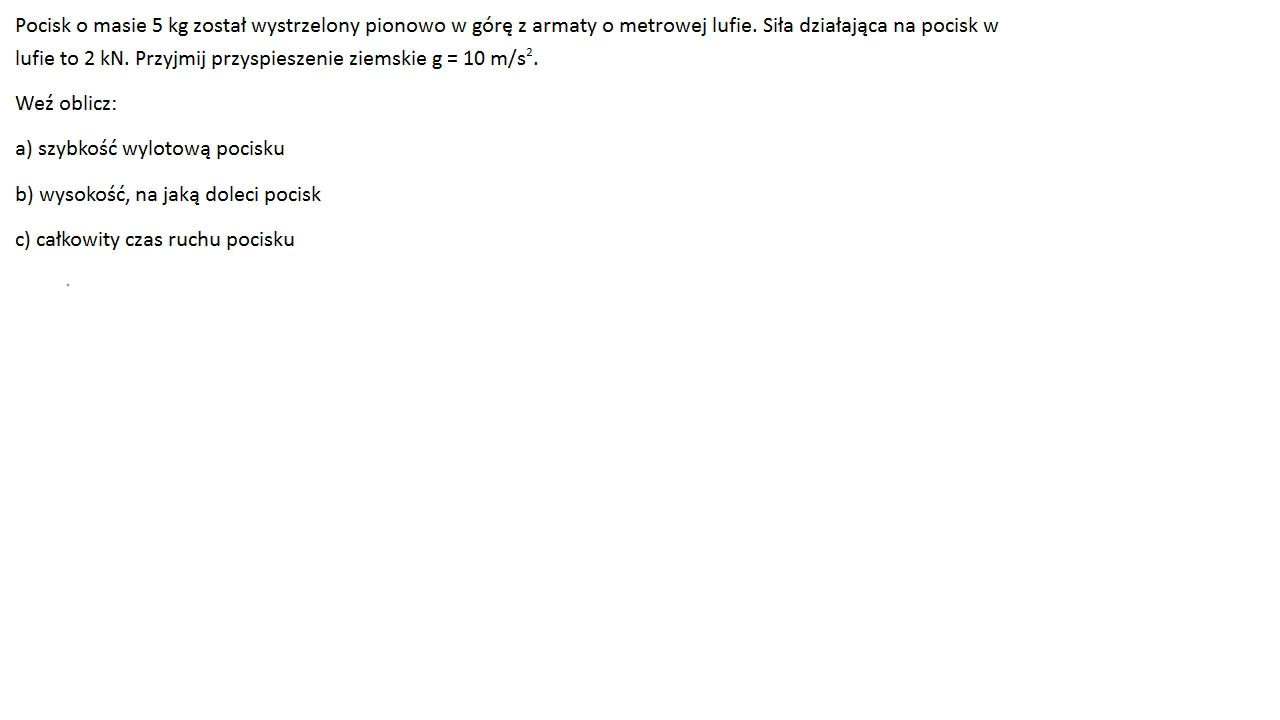 Pocisk o masie 5 kg został wystrzelony pionowo w górę z armaty o metrowej lufie. Siła działająca na pocisk w
lufie to 2 kN. Przyjmij przyspieszenie ziemskie g = 10 m/s².
Weź oblicz:
a) szybkość wylotową pocisku
b) wysokość, na jaką doleci pocisk
c) całkowity czas ruchu pocisku